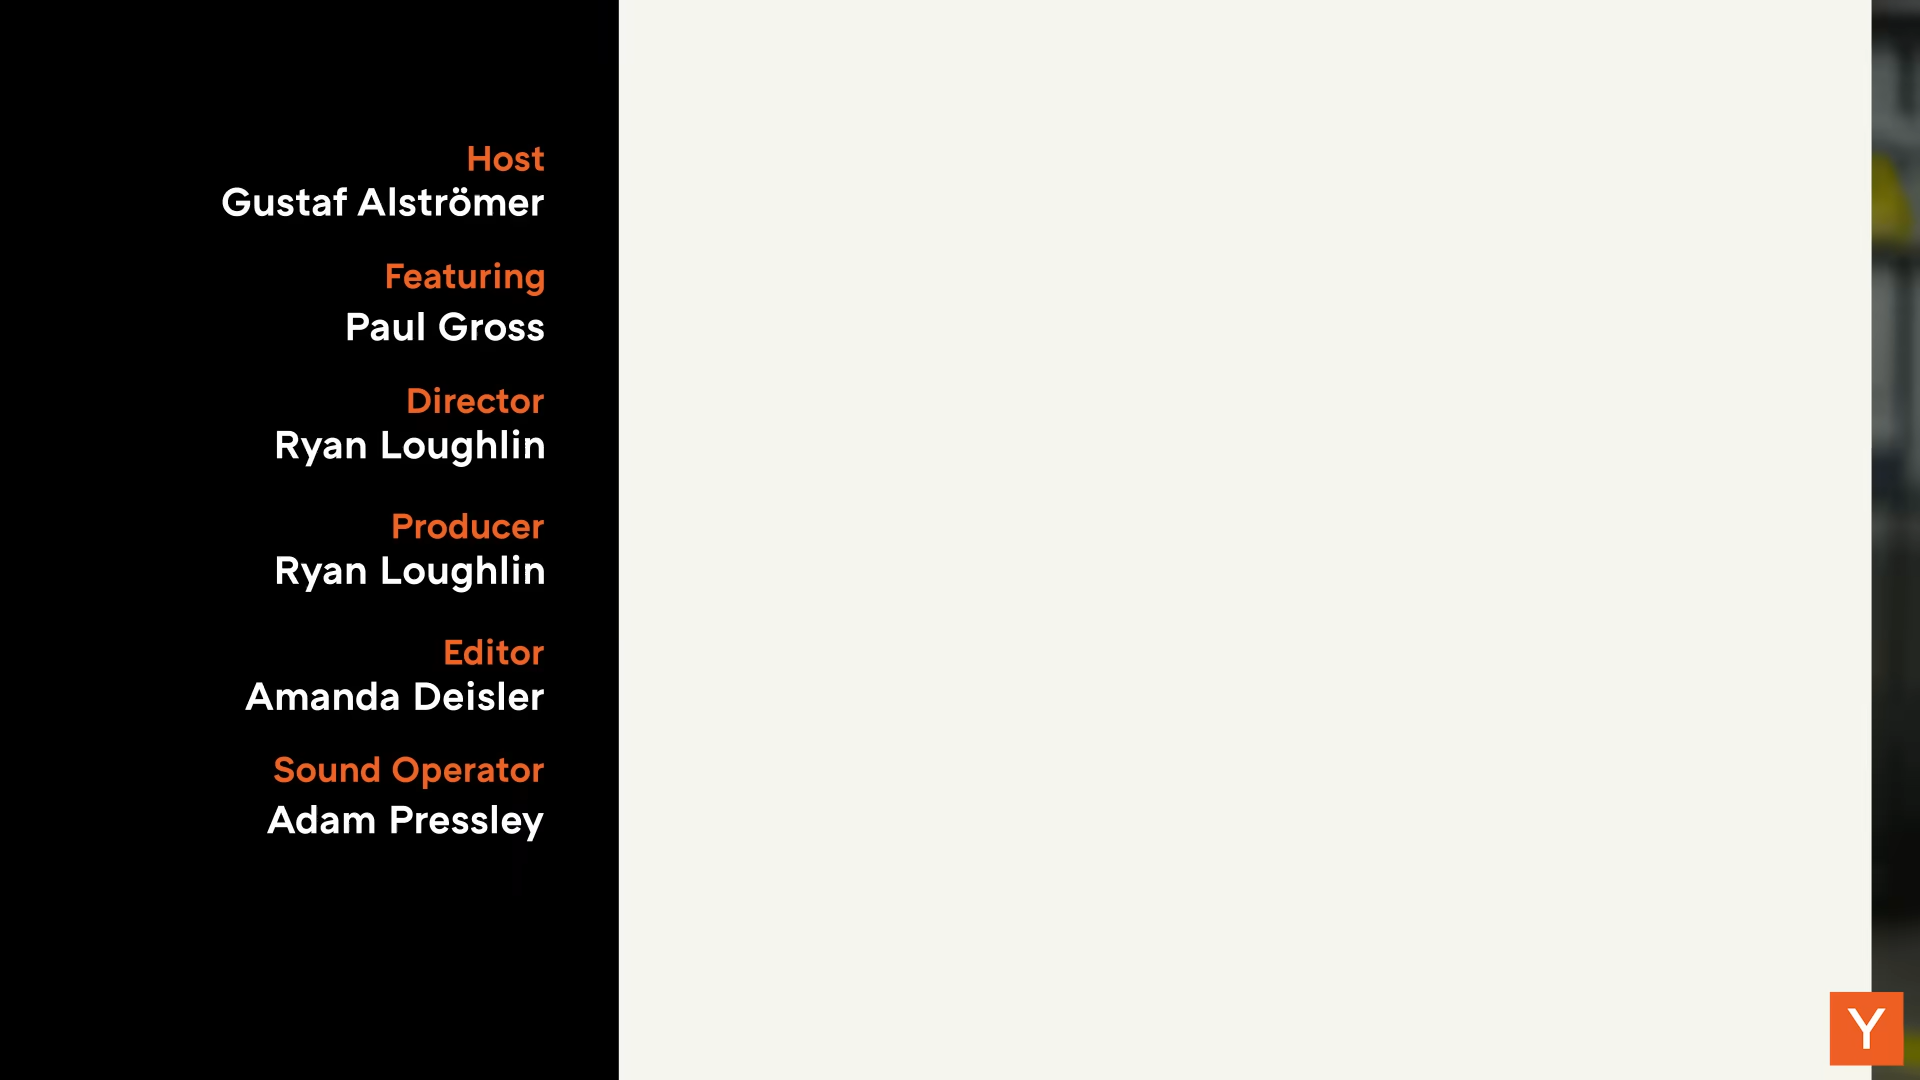 Host
Gustaf Alströmer
Featuring
Paul Gross
Director
Ryan Loughlin
Producer
Ryan Loughlin
Editor
Amanda Deisler
Sound Operator
Adam Pressley
Y